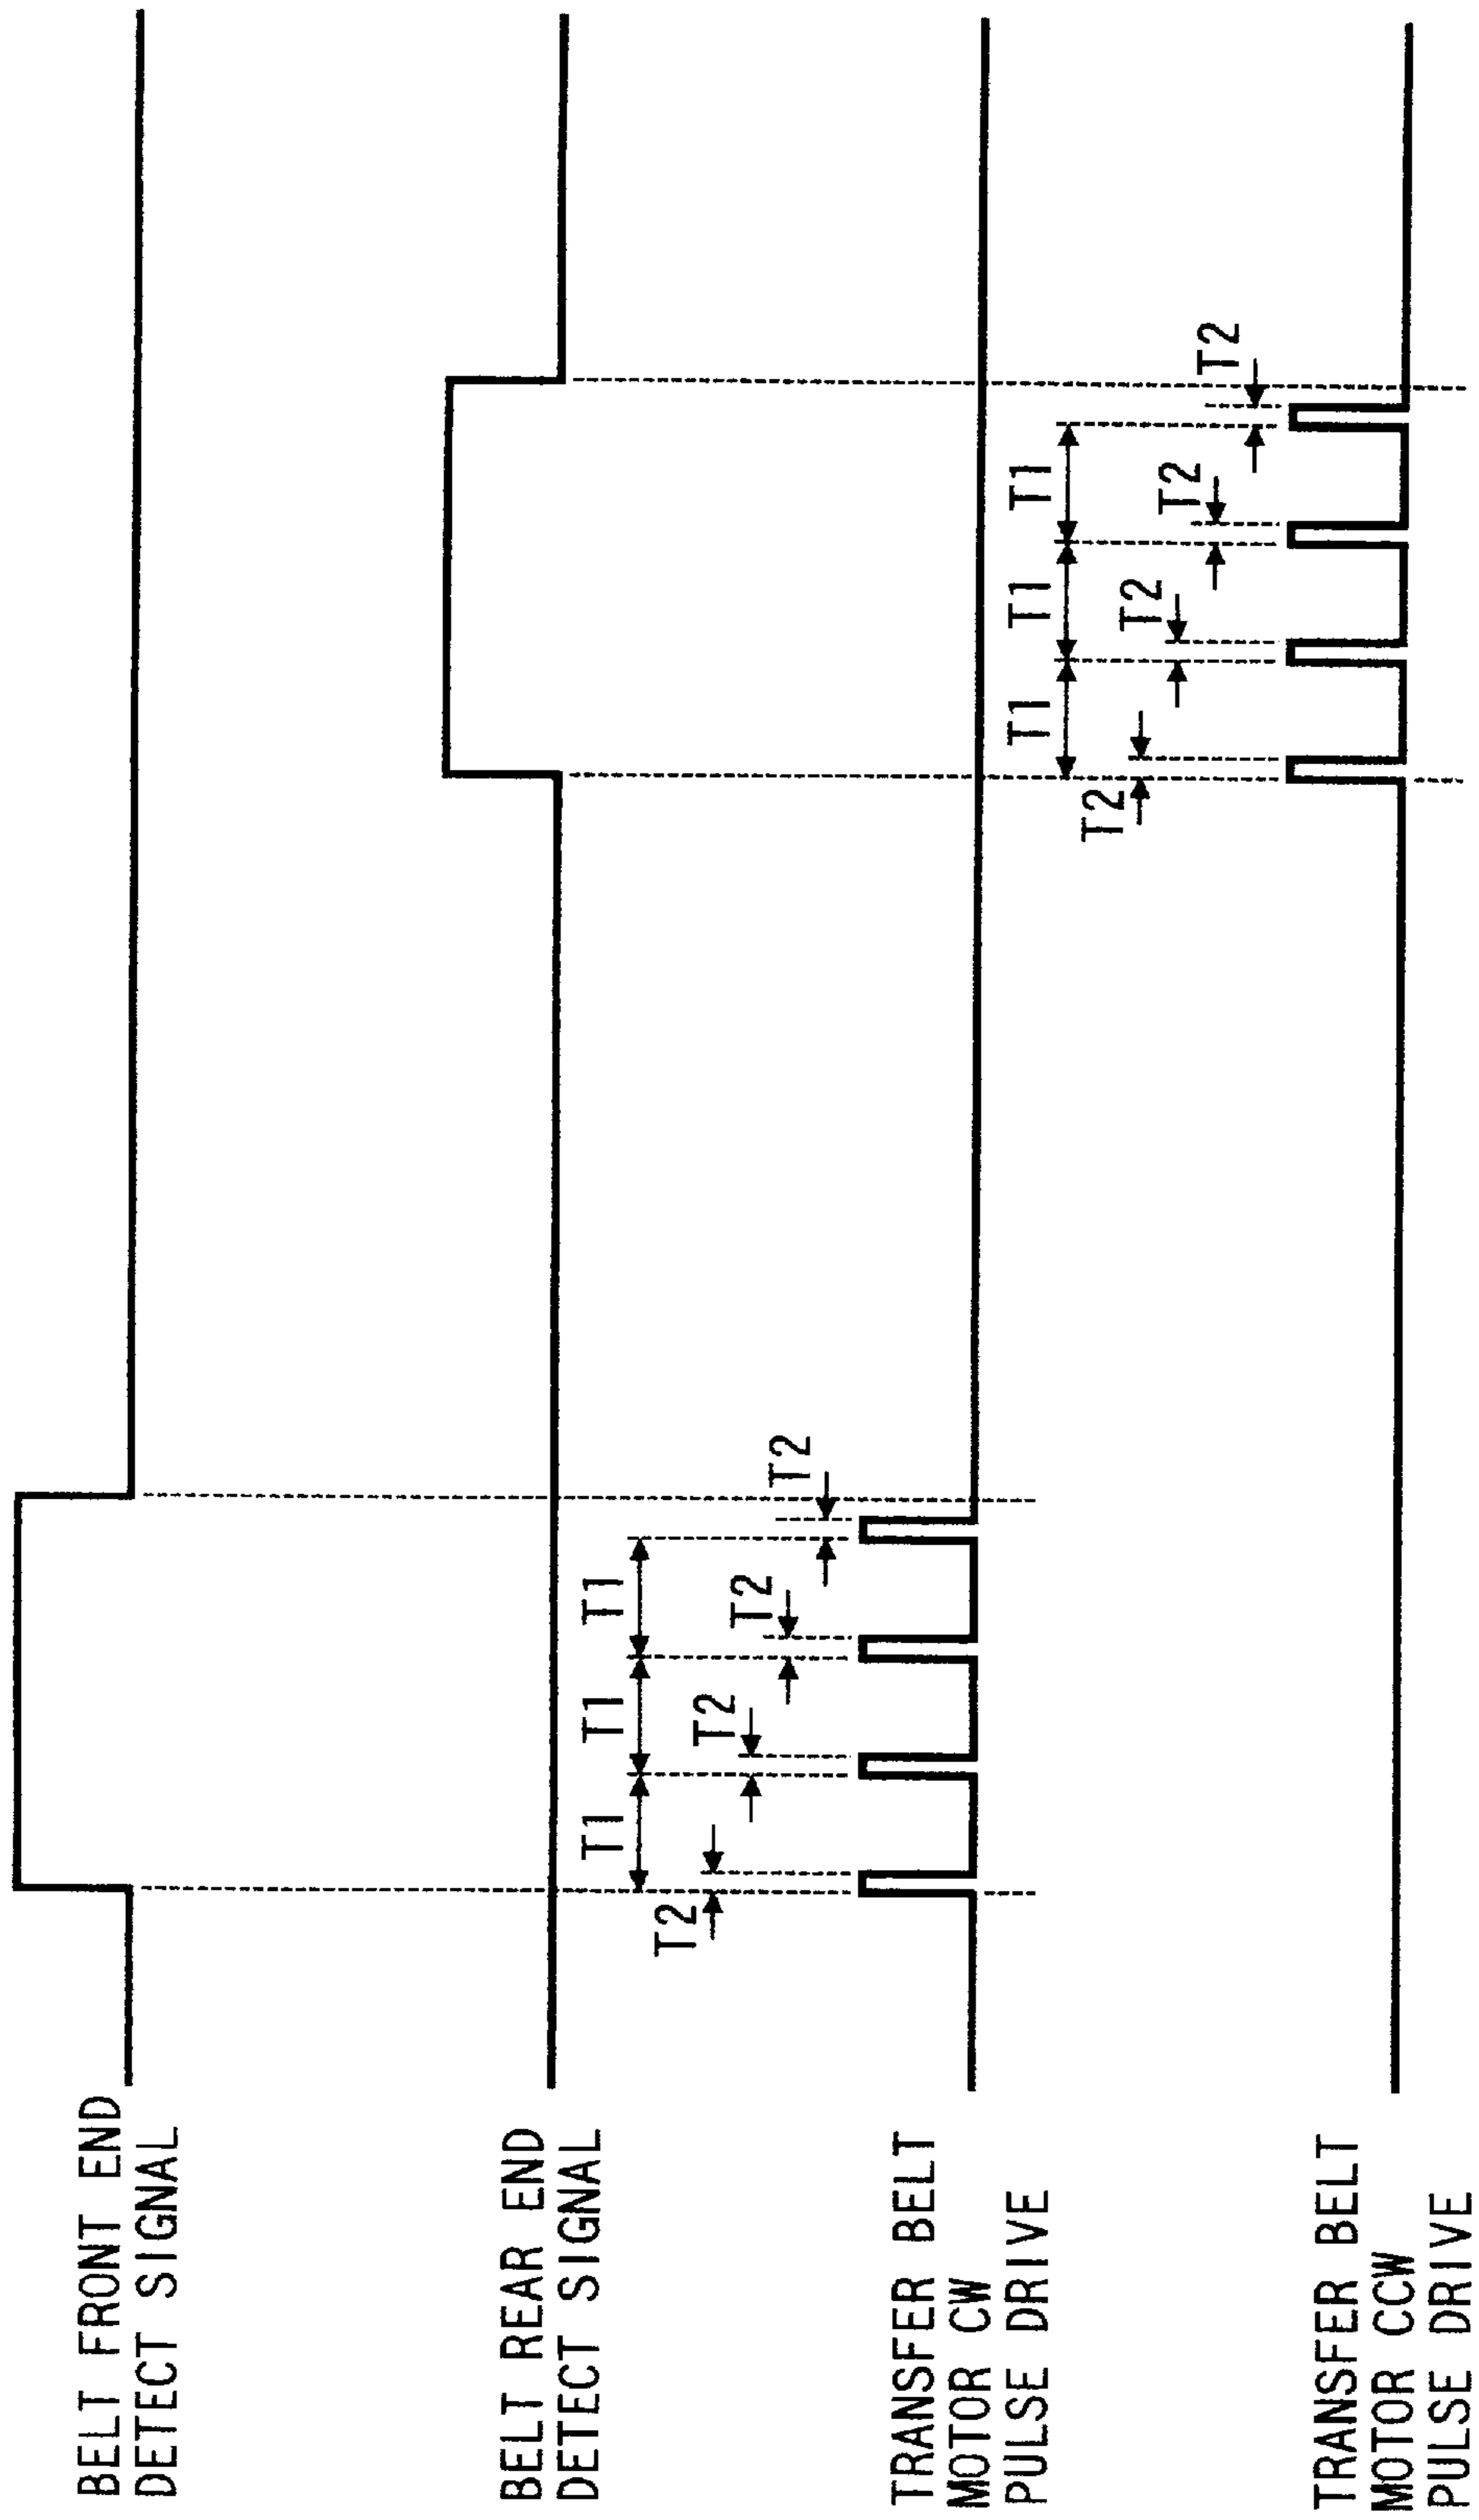 BELT FRONT END
DETECT SIGNAL
BELT REAR END
DETECT SIGNAL
T1 T1 T1
T2 T2 T2 T2
TRANSFER BELT
MOTOR CW
PULSE DRIVE
T1 T1 T1
T2 T2 T2 T2
TRANSFER BELT
MOTOR CCW
PULSE DRIVE